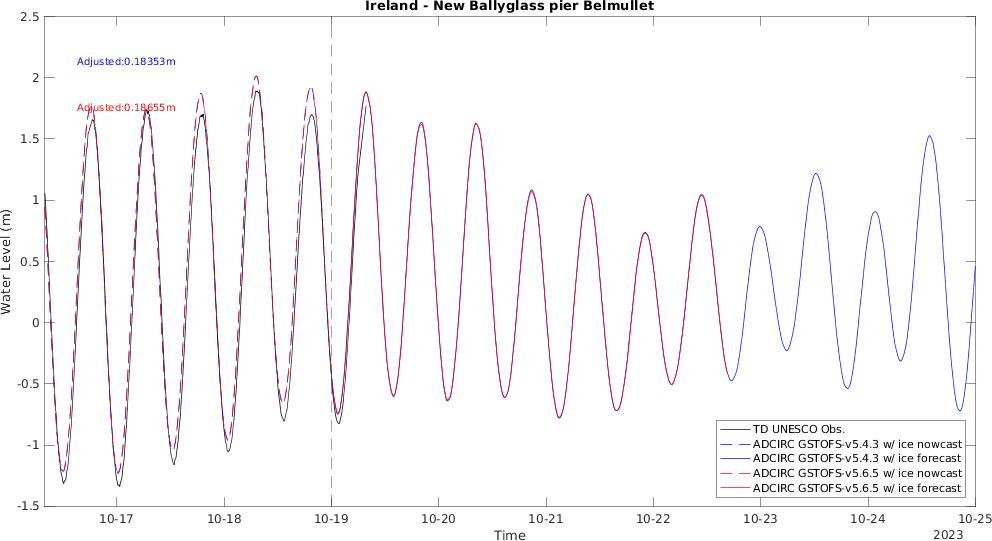 Ireland - New Ballyglass pier Belmullet
2.5
2
1.5
1
0.5
0
-0.5
-1
-1.5
Water Level (m)
Adjusted:0.18353m
Adjusted:0.18655m
TD UNESCO Obs.
ADCIRC GSTOFS-v5.4.3 w/ ice nowcast
ADCIRC GSTOFS-v5.4.3 w/ ice forecast
ADCIRC GSTOFS-v5.6.5 w/ ice nowcast
ADCIRC GSTOFS-v5.6.5 w/ ice forecast
10-17 10-18 10-19 10-20 10-21 10-22 10-23 10-24 10-25
Time
2023